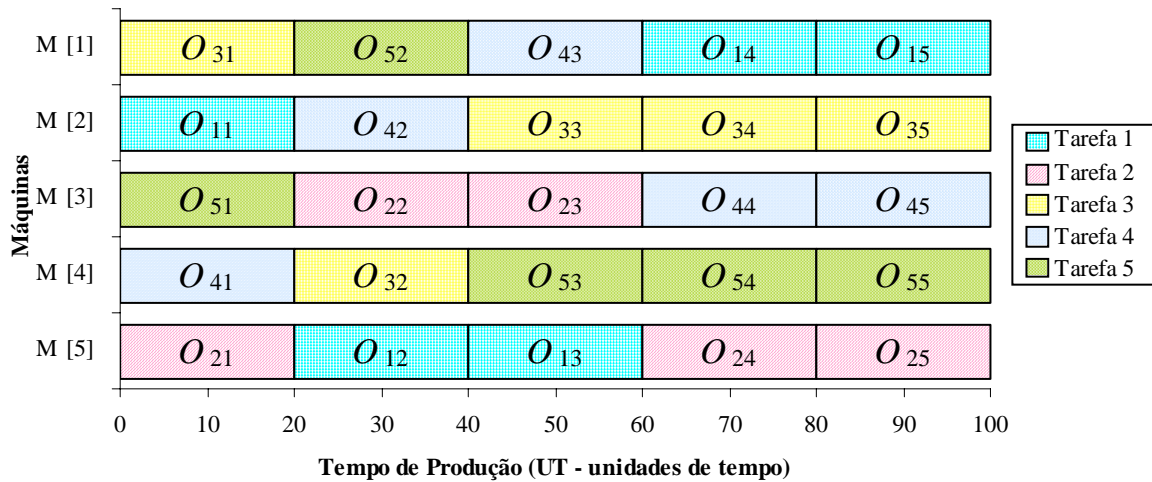 M [1] O 31 O 52 O 43 O 14 O 15
M [2] O 11 O 42 O 33 O 34 O 35
M [3] O 51 O 22 O 23 O 44 O 45
M [4] O 41 O 32 O 53 O 54 O 55
M [5] O 21 O 12 O 13 O 24 O 25
Máquinas
0 10 20 30 40 50 60 70 80 90 100
Tempo de Produção (UT - unidades de tempo)
Tarefa 1
Tarefa 2
Tarefa 3
Tarefa 4
Tarefa 5